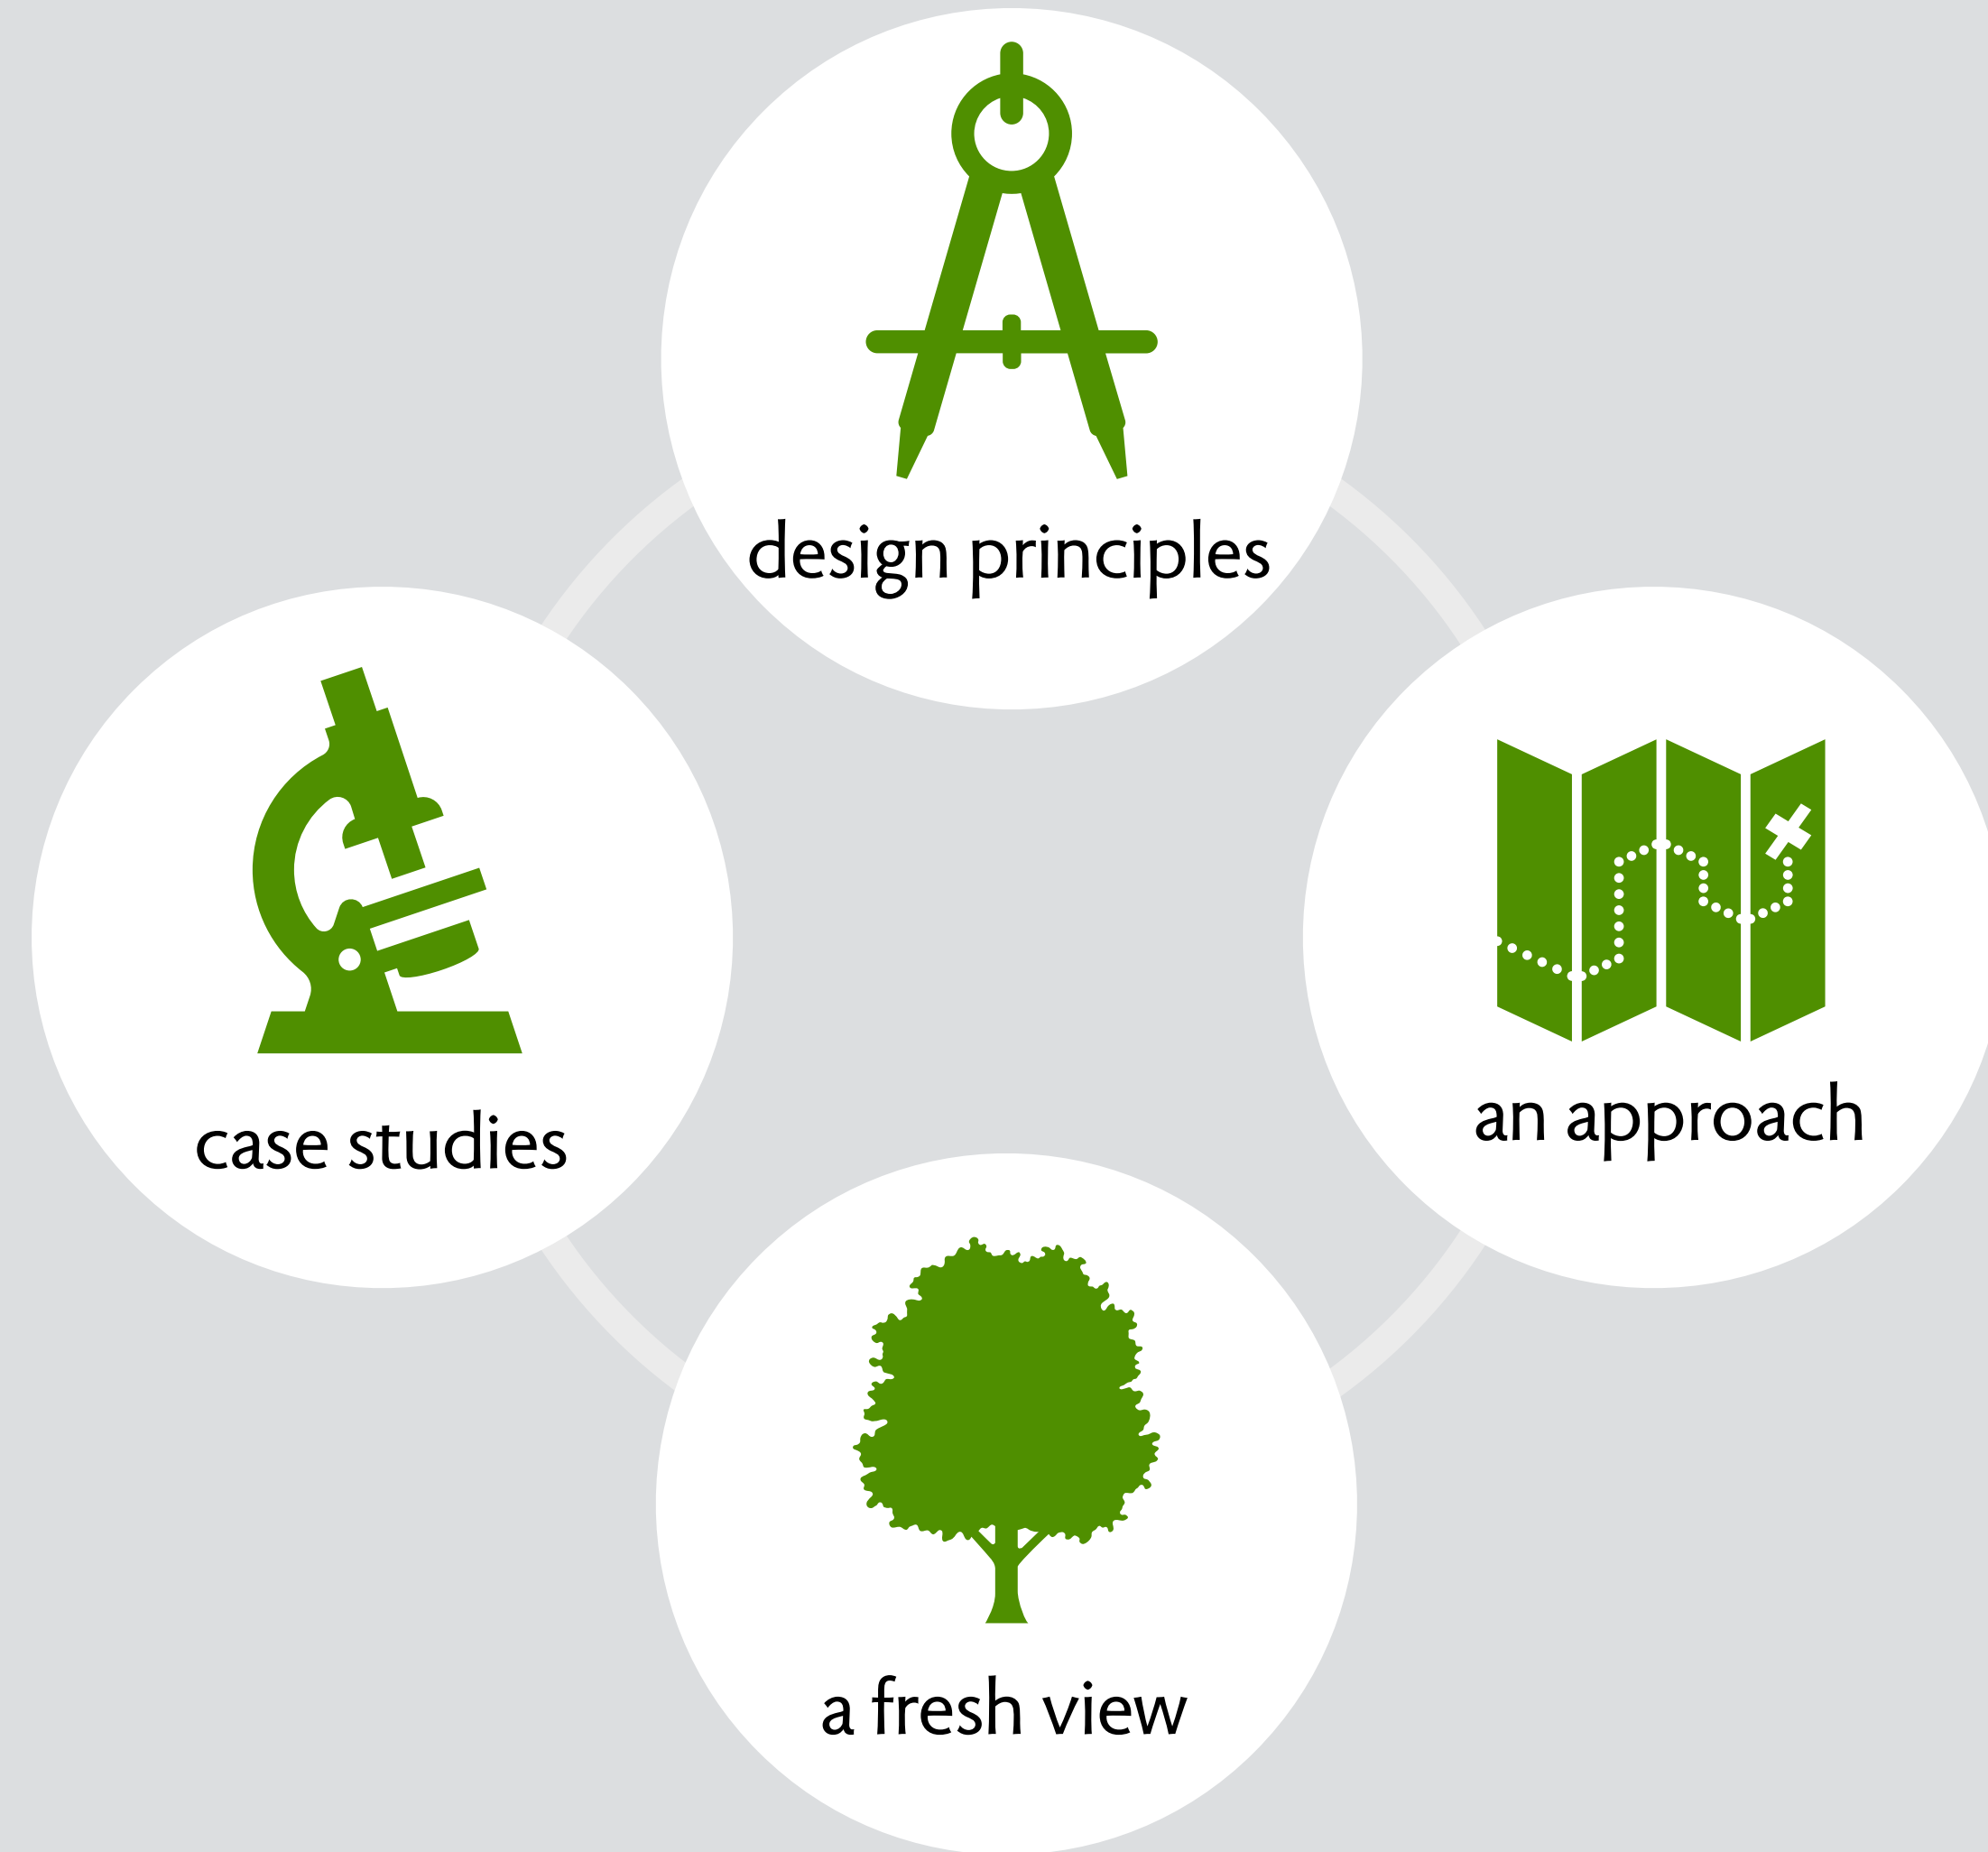 design principles
case studies
an approach
a fresh view